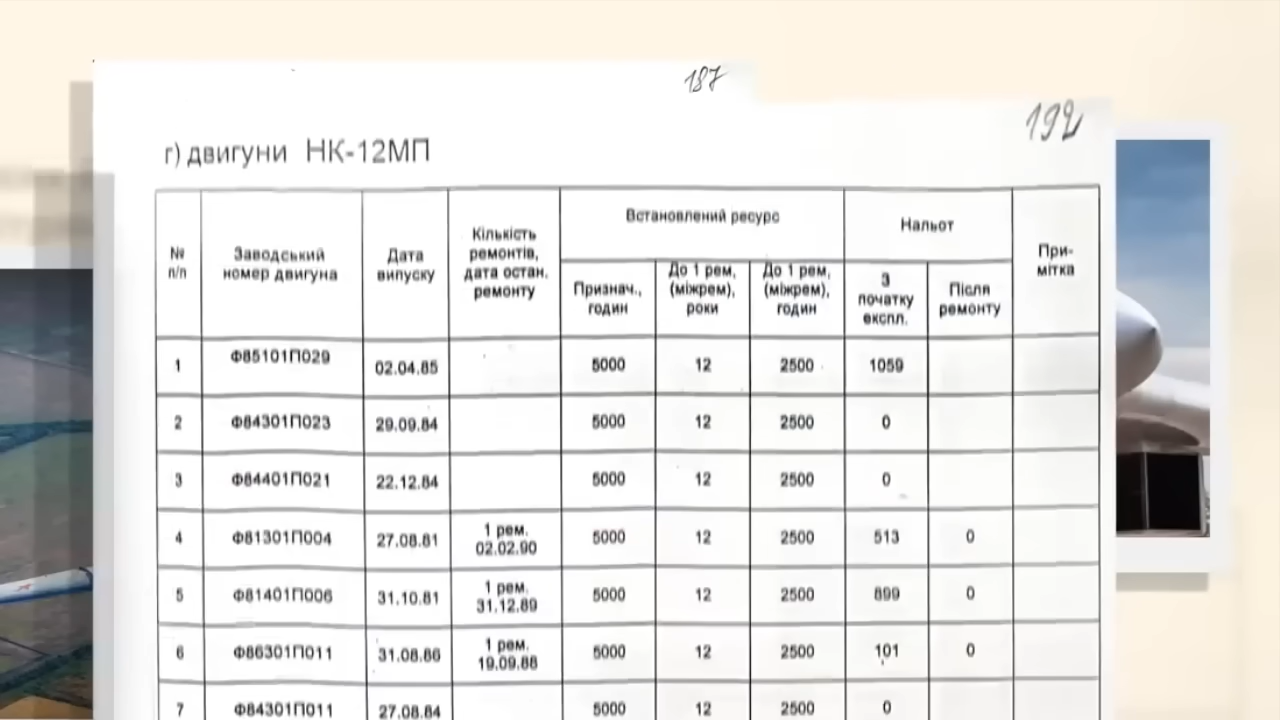 187
192
г) двигуни НК-12МП
№ п/п Заводський номер двигуна Дата випуску Кількість ремонтів, дата остан. ремонту Встановлений ресурс Нальот При-мітка
Признач., годин До 1 рем, (міжрем), роки До 1 рем, (міжрем), годин З початку експл. Після ремонту
1 Ф85101П029 02.04.85 5000 12 2500 1059
2 Ф84301П023 29.09.84 5000 12 2500 0
3 Ф84401П021 22.12.84 5000 12 2500 0
4 Ф81301П004 27.08.81 1 рем. 02.02.90 5000 12 2500 513 0
5 Ф81401П006 31.10.81 1 рем. 31.12.89 5000 12 2500 899 0
6 Ф86301П011 31.08.86 1 рем. 19.09.88 5000 12 2500 101 0
7 Ф84301П011 27.08.84 5000 12 2500 0